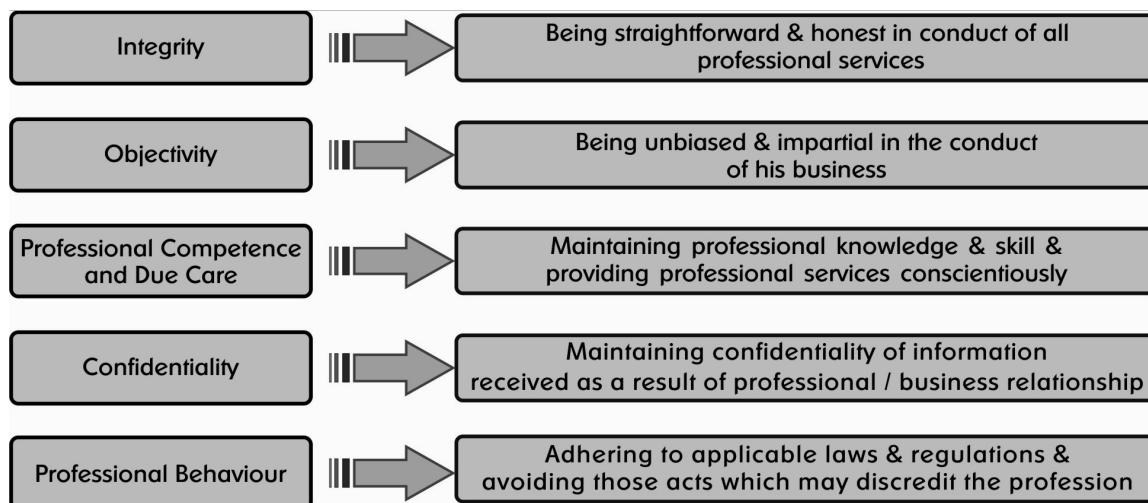 Integrity
Being straightforward & honest in conduct of all
professional services
Objectivity
Being unbiased & impartial in the conduct
of his business
Professional Competence
and Due Care
Maintaining professional knowledge & skill &
providing professional services conscientiously
Confidentiality
Maintaining confidentiality of information
received as a result of professional / business relationship
Professional Behaviour
Adhering to applicable laws & regulations &
avoiding those acts which may discredit the profession